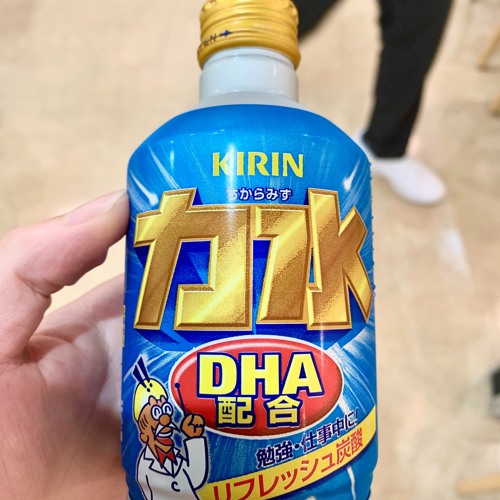 KIRIN
ちからみず
力水
DHA
配合
勉強・仕事中に!
リフレッシュ炭酸